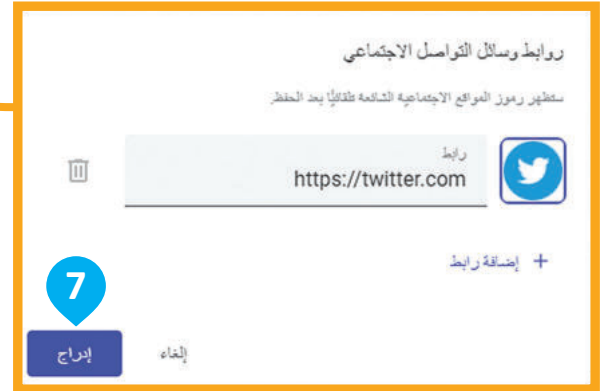 روابط وسائل التواصل الاجتماعي
ستظهر رموز المواقع الاجتماعية الشائعة تلقائيًا بعد الحفظ.
رابط
https://twitter.com
+ إضافة رابط
7
إلغاء
إدراج